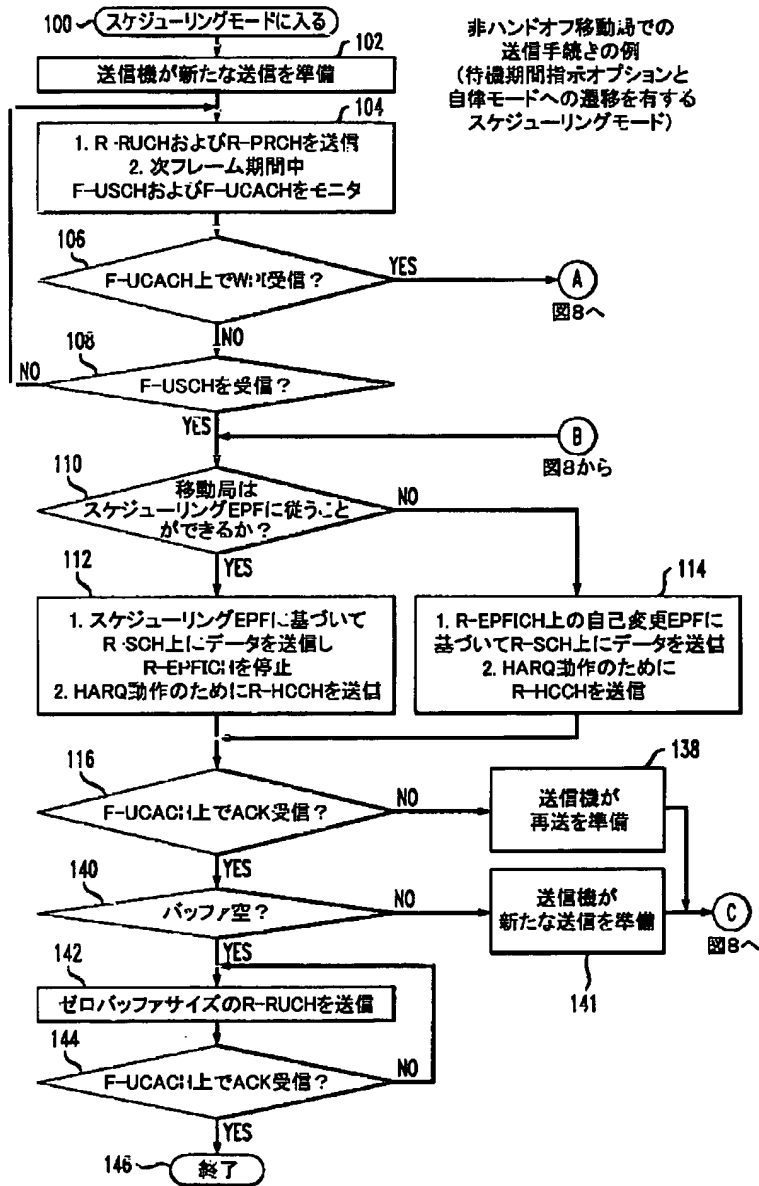 100
スケジューリングモードに入る
非ハンドオフ移動局での
送信手続きの例
(待機期間指示オプションと
自律モードへの遷移を有する
スケジューリングモード)
102
送信機が新たな送信を準備
104
1. R-RUCHおよびR-PRCHを送信
2. 次フレーム期間中
F-USCHおよびF-UCACHをモニタ
106
F-UCACH上でWPI受信?
YES
A
図8へ
NO
108
NO
F-USCHを受信?
YES
B
図8から
110
移動局は
スケジューリングEPFに従うこと
ができるか?
NO
YES
112
1. スケジューリングEPFに基づいて
R-SCH上にデータを送信し
R-EPFICHを停止
2. HARQ動作のためにR-HCCHを送信
114
1. R-EPFICH上の自己変更EPFに
基づいてR-SCH上にデータを送信
2. HARQ動作のために
R-HCCHを送信
116
F-UCACH上でACK受信?
NO
138
送信機が
再送を準備
YES
140
バッファ空?
NO
送信機が
新たな送信を準備
141
C
図8へ
YES
142
ゼロバッファサイズのR-RUCHを送信
144
F-UCACH上でACK受信?
NO
YES
146
終了